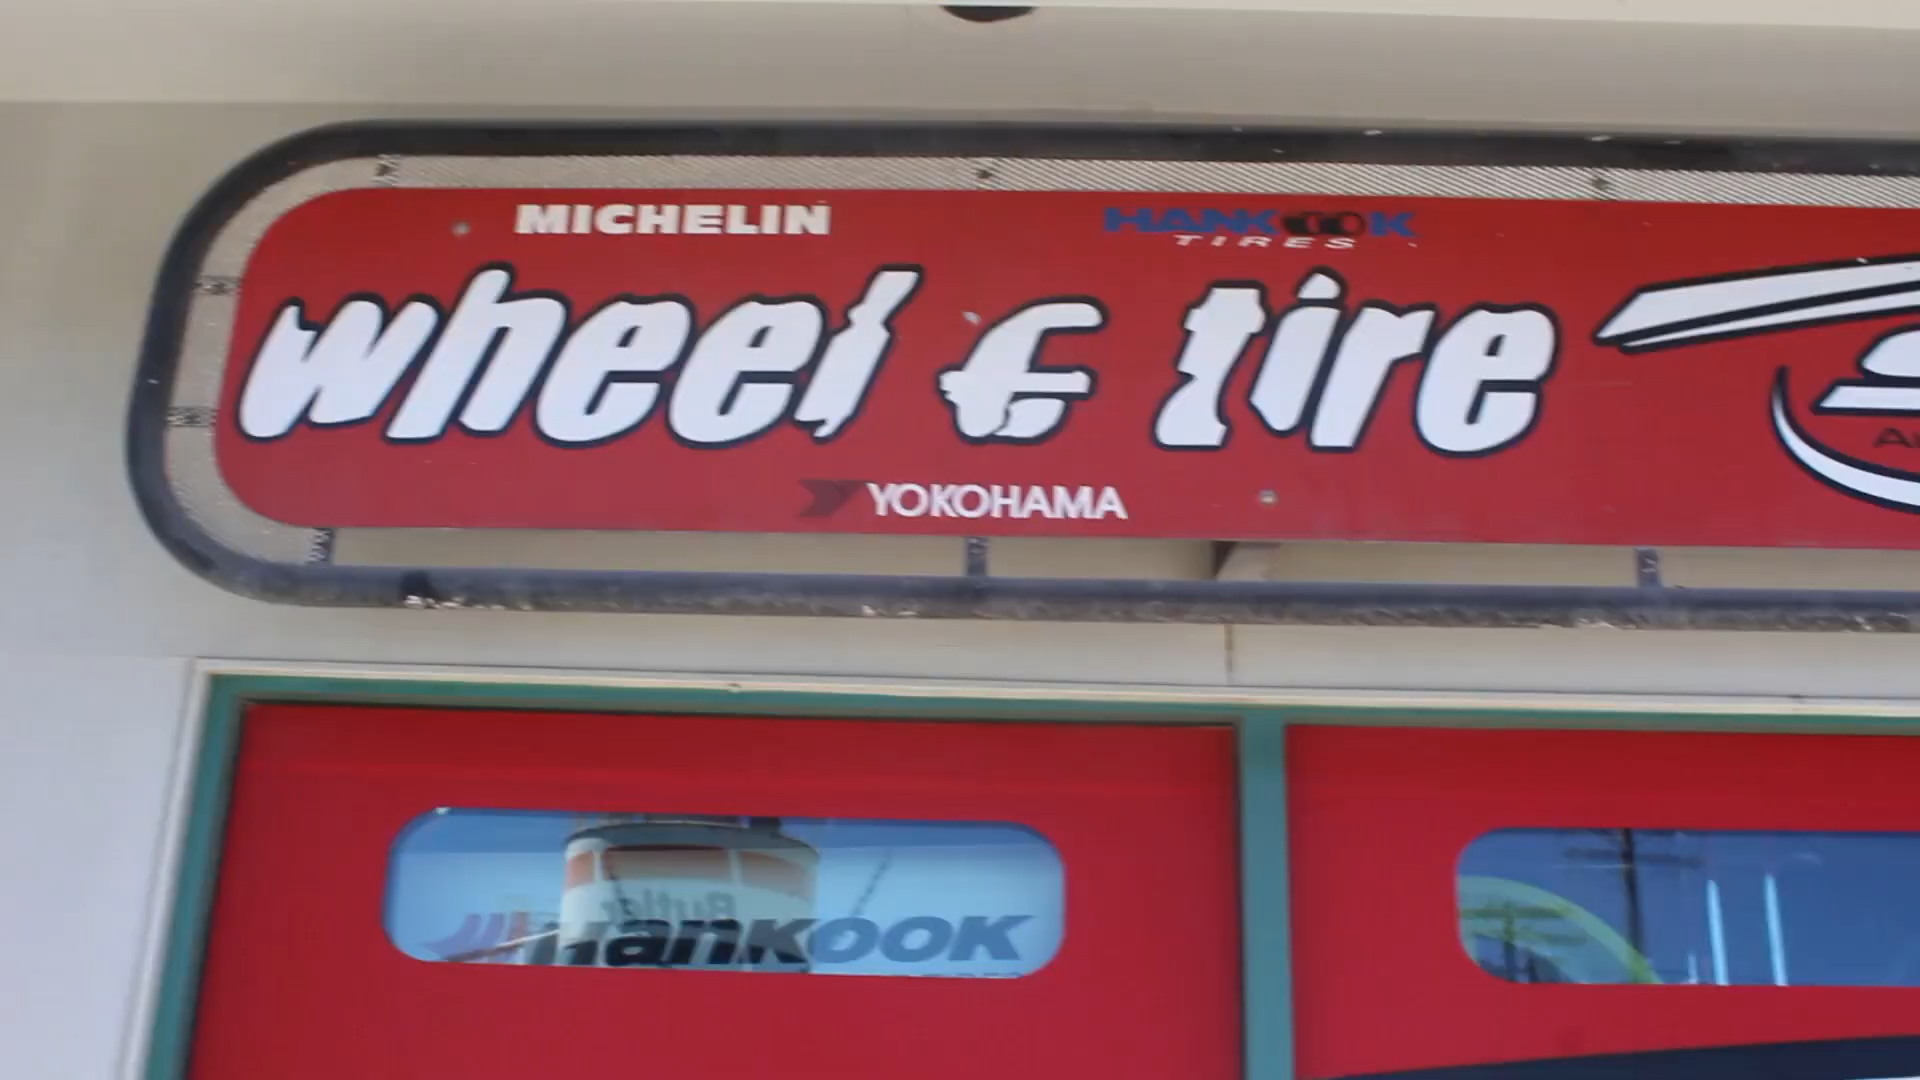 MICHELIN
HANKOOK
TIRES
wheel & tire
YOKOHAMA
Butler
Hankook